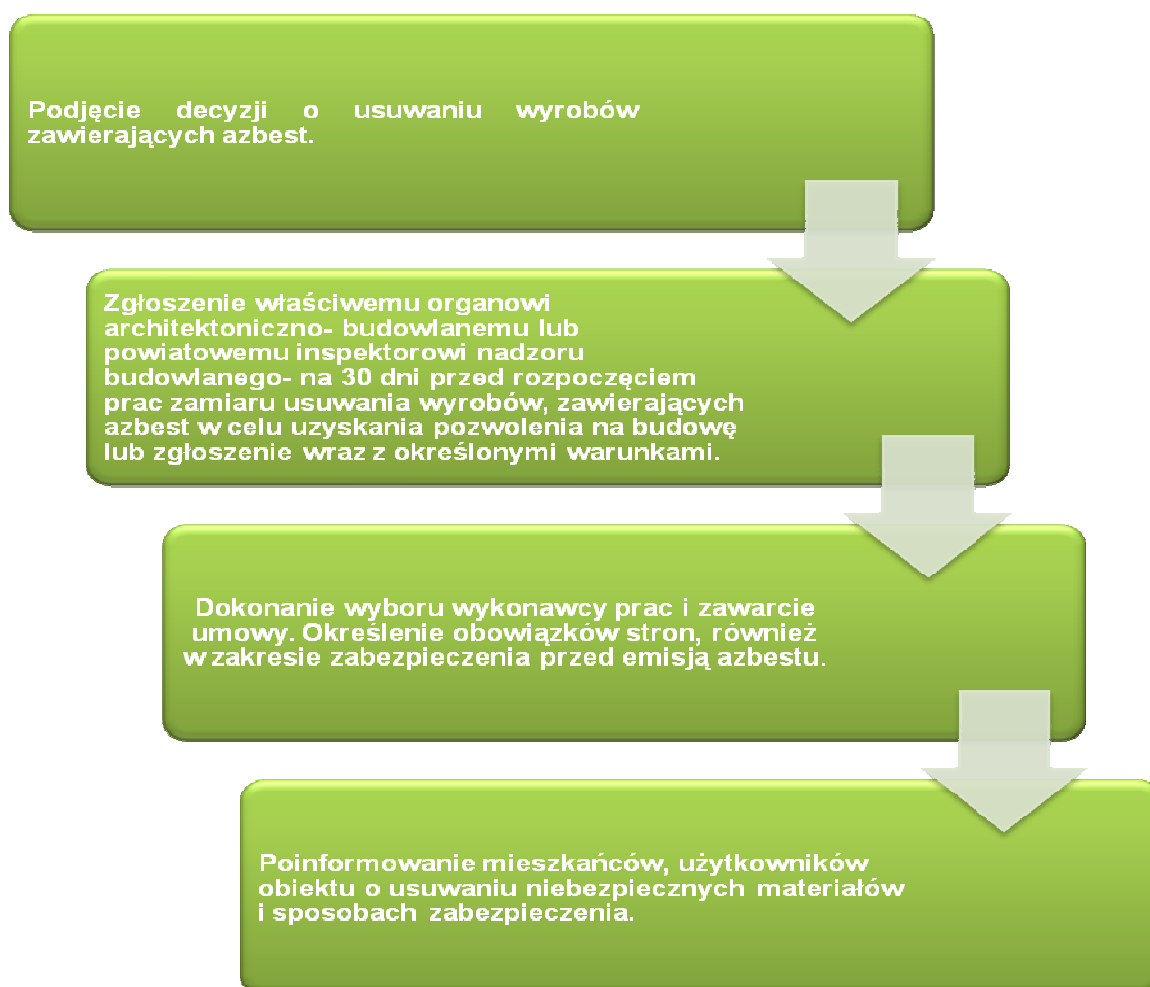 Podjęcie decyzji o usuwaniu wyrobów
zawierających azbest.
Zgłoszenie właściwemu organowi
architektoniczno- budowlanemu lub
powiatowemu inspektorowi nadzoru
budowlanego- na 30 dni przed rozpoczęciem
prac zamiaru usuwania wyrobów, zawierających
azbest w celu uzyskania pozwolenia na budowę
lub zgłoszenie wraz z określonymi warunkami.
Dokonanie wyboru wykonawcy prac i zawarcie
umowy. Określenie obowiązków stron, również
w zakresie zabezpieczenia przed emisją azbestu.
Poinformowanie mieszkańców, użytkowników
obiektu o usuwaniu niebezpiecznych materiałów
i sposobach zabezpieczenia.